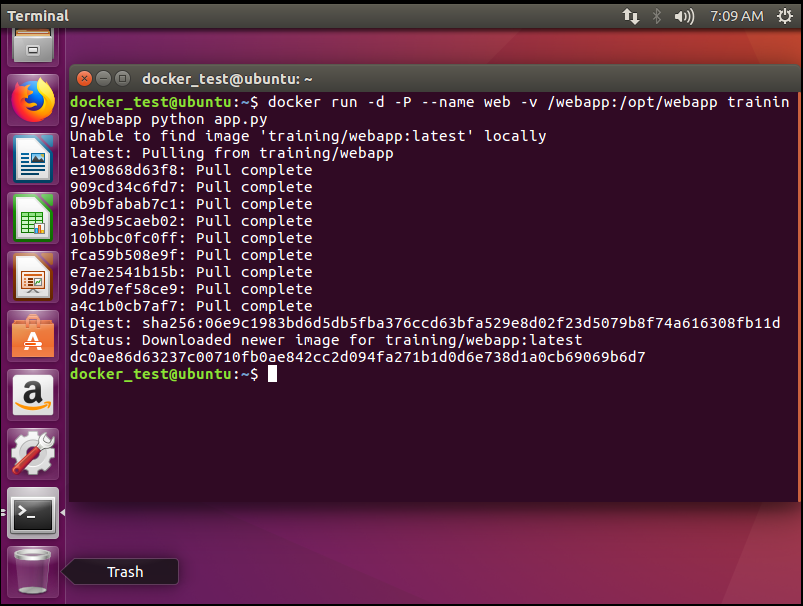 Terminal
7:09 AM
docker_test@ubuntu: ~
docker_test@ubuntu:~$ docker run -d -P --name web -v /webapp:/opt/webapp trainin
g/webapp python app.py
Unable to find image 'training/webapp:latest' locally
latest: Pulling from training/webapp
e190868d63f8: Pull complete
909cd34c6fd7: Pull complete
0b9bfabab7c1: Pull complete
a3ed95caeb02: Pull complete
10bbbc0fc0ff: Pull complete
fca59b508e9f: Pull complete
e7ae2541b15b: Pull complete
9dd97ef58ce9: Pull complete
a4c1b0cb7af7: Pull complete
Digest: sha256:06e9c1983bd6d5db5fba376ccd63bfa529e8d02f23d5079b8f74a616308fb11d
Status: Downloaded newer image for training/webapp:latest
dc0ae86d63237c00710fb0ae842cc2d094fa271b1d0d6e738d1a0cb69069b6d7
docker_test@ubuntu:~$
a
>_
Trash